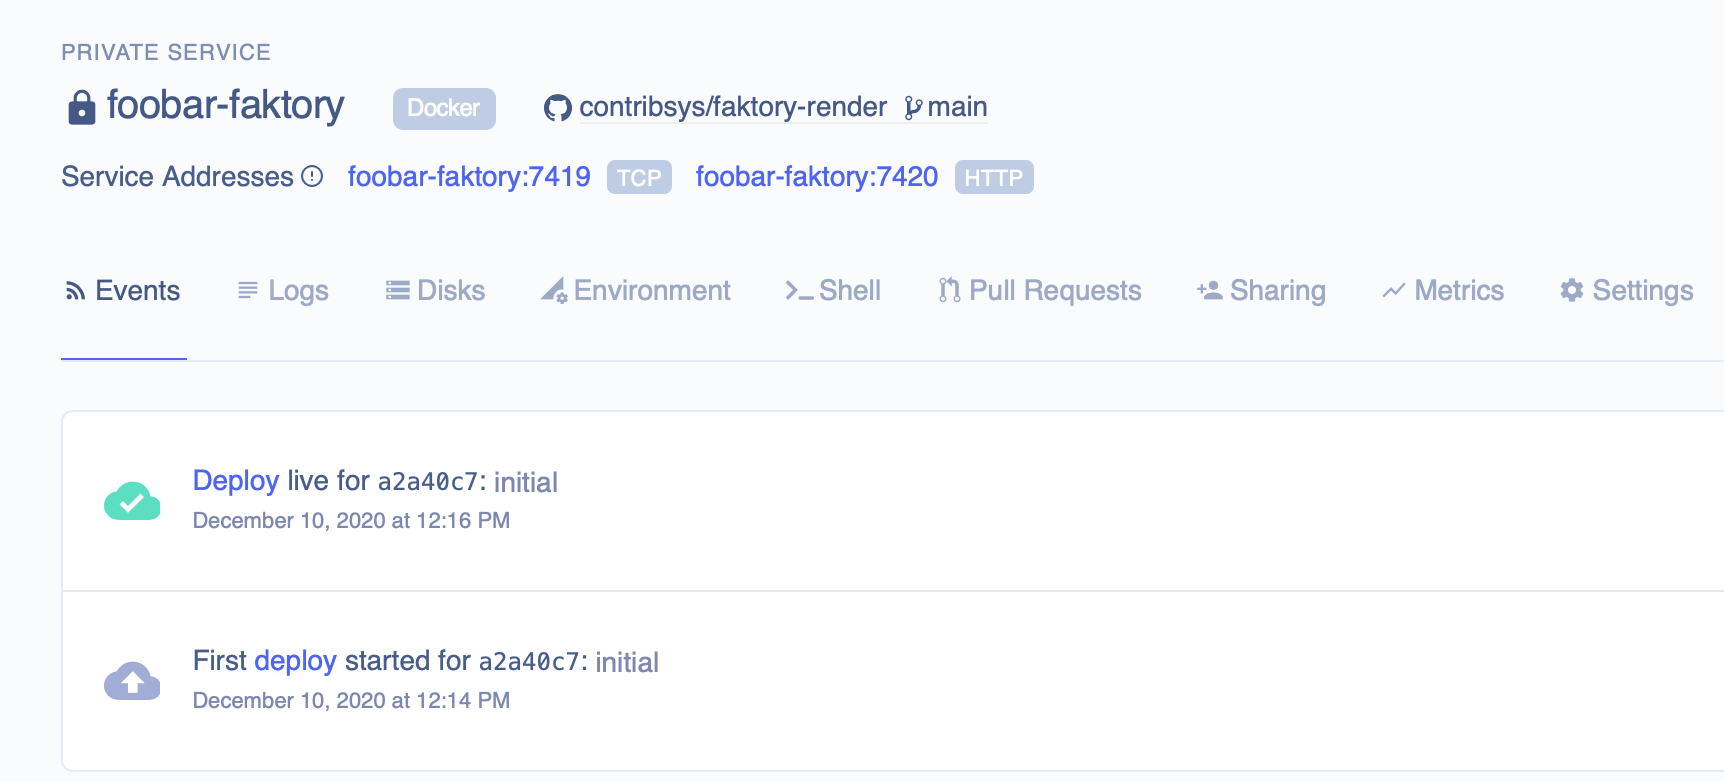 PRIVATE SERVICE
foobar-faktory Docker contribsys/faktory-render main
Service Addresses foobar-faktory:7419 TCP foobar-faktory:7420 HTTP
Events Logs Disks Environment Shell Pull Requests Sharing Metrics Settings
Deploy live for a2a40c7: initial
December 10, 2020 at 12:16 PM
First deploy started for a2a40c7: initial
December 10, 2020 at 12:14 PM